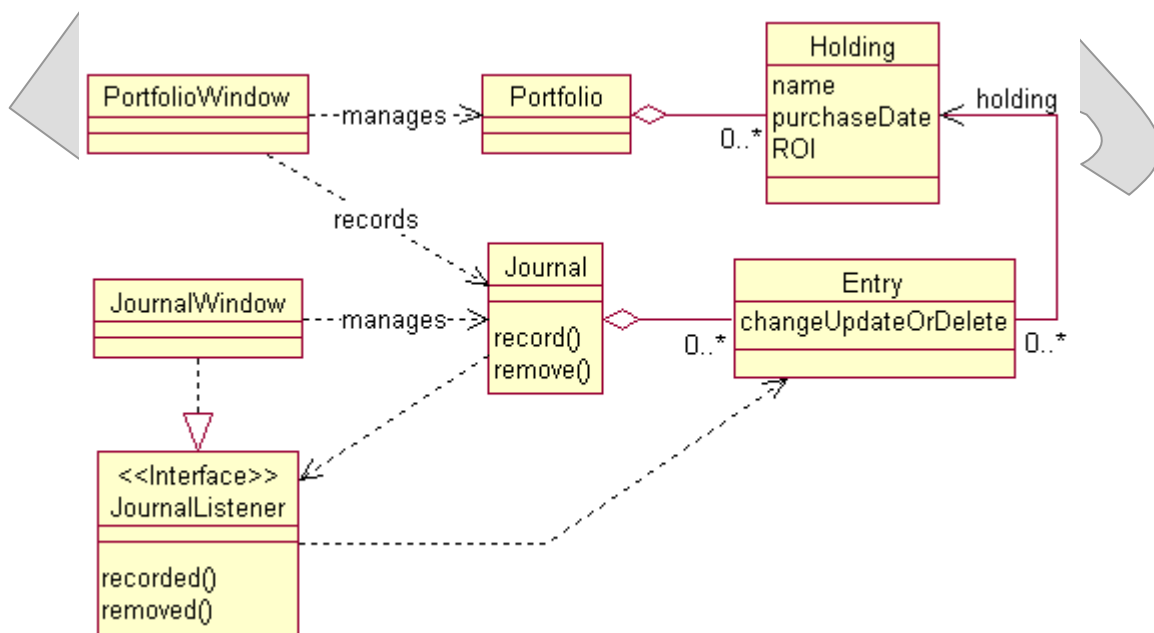 Holding
name
purchaseDate
ROI
PortfolioWindow
manages
Portfolio
0..*
holding
records
Journal
record()
remove()
JournalWindow
manages
0..*
Entry
changeUpdateOrDelete
0..*
<<Interface>>
JournalListener
recorded()
removed()